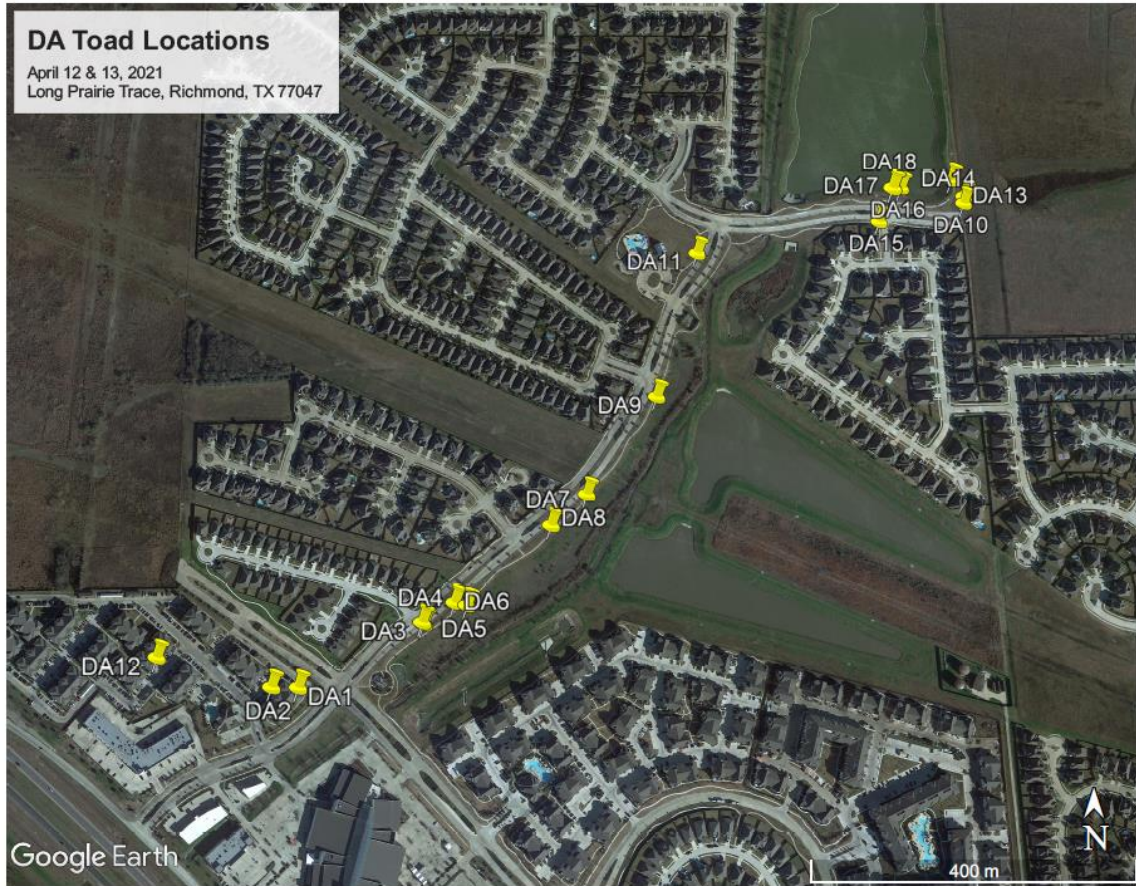 DA Toad Locations
April 12 & 13, 2021
Long Prairie Trace, Richmond, TX 77047
DA18
DA17
DA14
DA13
DA16
DA10
DA15
DA11
DA9
DA7
DA8
DA4
DA6
DA3
DA5
DA12
DA2
DA1
N
Google Earth
400 m